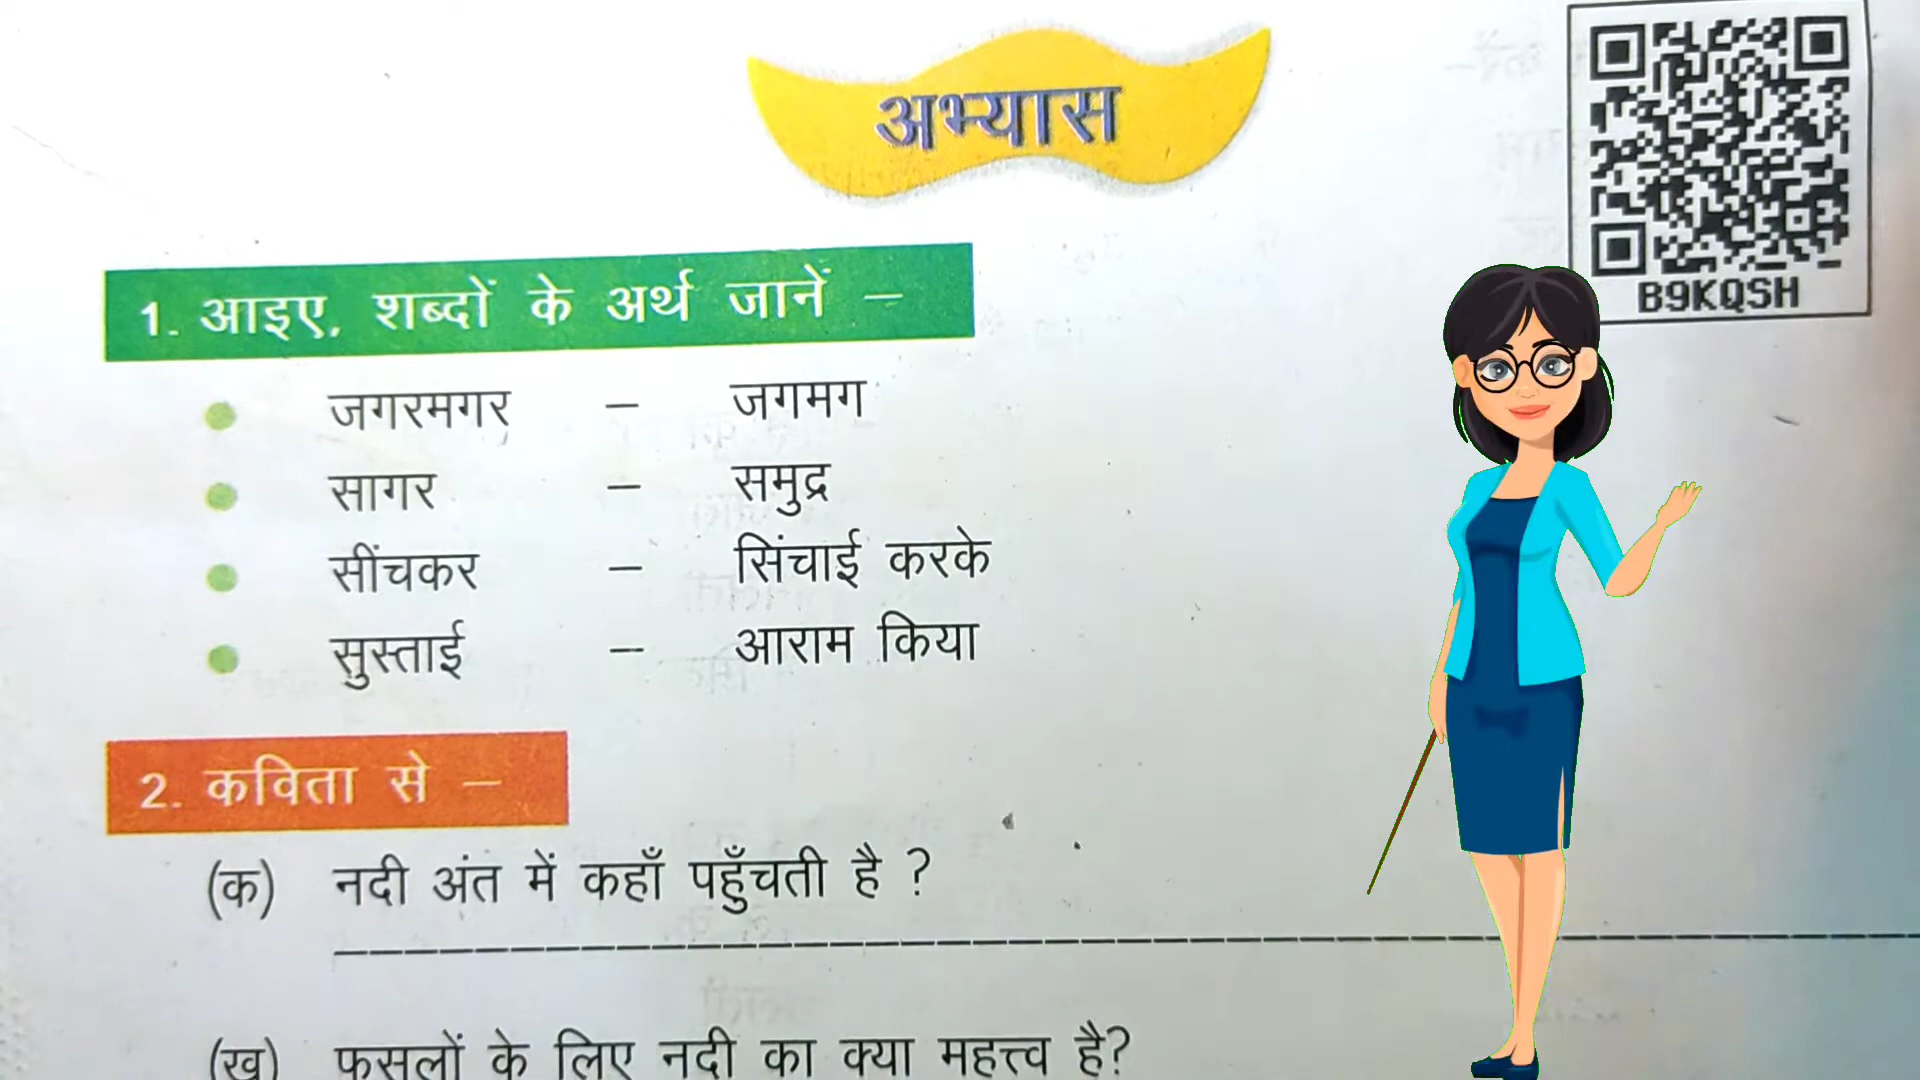 अभ्यास
B9KQSH
1. आइए, शब्दों के अर्थ जानें –
जगरमगर – जगमग
सागर – समुद्र
सींचकर – सिंचाई करके
सुस्ताई – आराम किया
2. कविता से –
(क) नदी अंत में कहाँ पहुँचती है ?
(ख) फसलों के लिए नदी का क्या महत्त्व है?